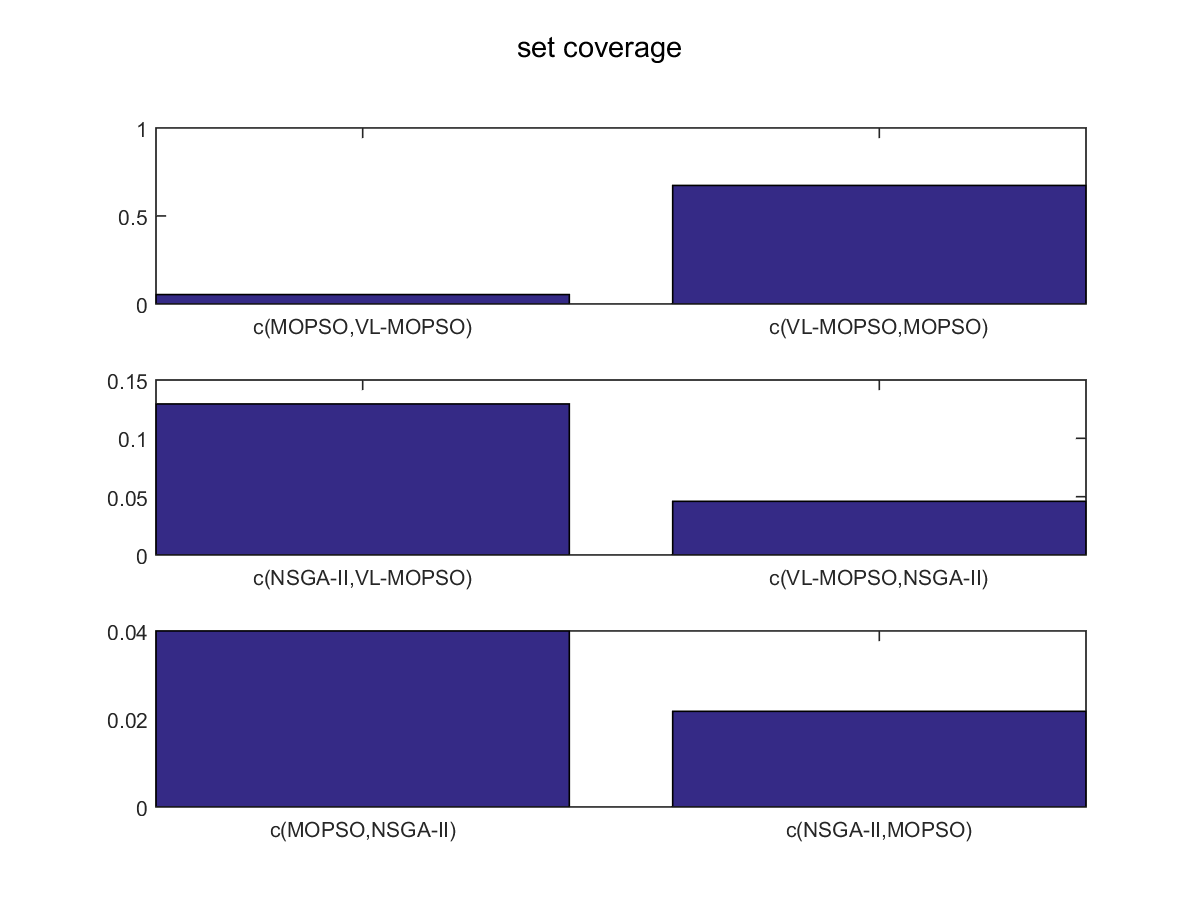 set coverage
1
0.5
0
c(MOPSO,VL-MOPSO) c(VL-MOPSO,MOPSO)
0.15
0.1
0.05
0
c(NSGA-II,VL-MOPSO) c(VL-MOPSO,NSGA-II)
0.04
0.02
0
c(MOPSO,NSGA-II) c(NSGA-II,MOPSO)